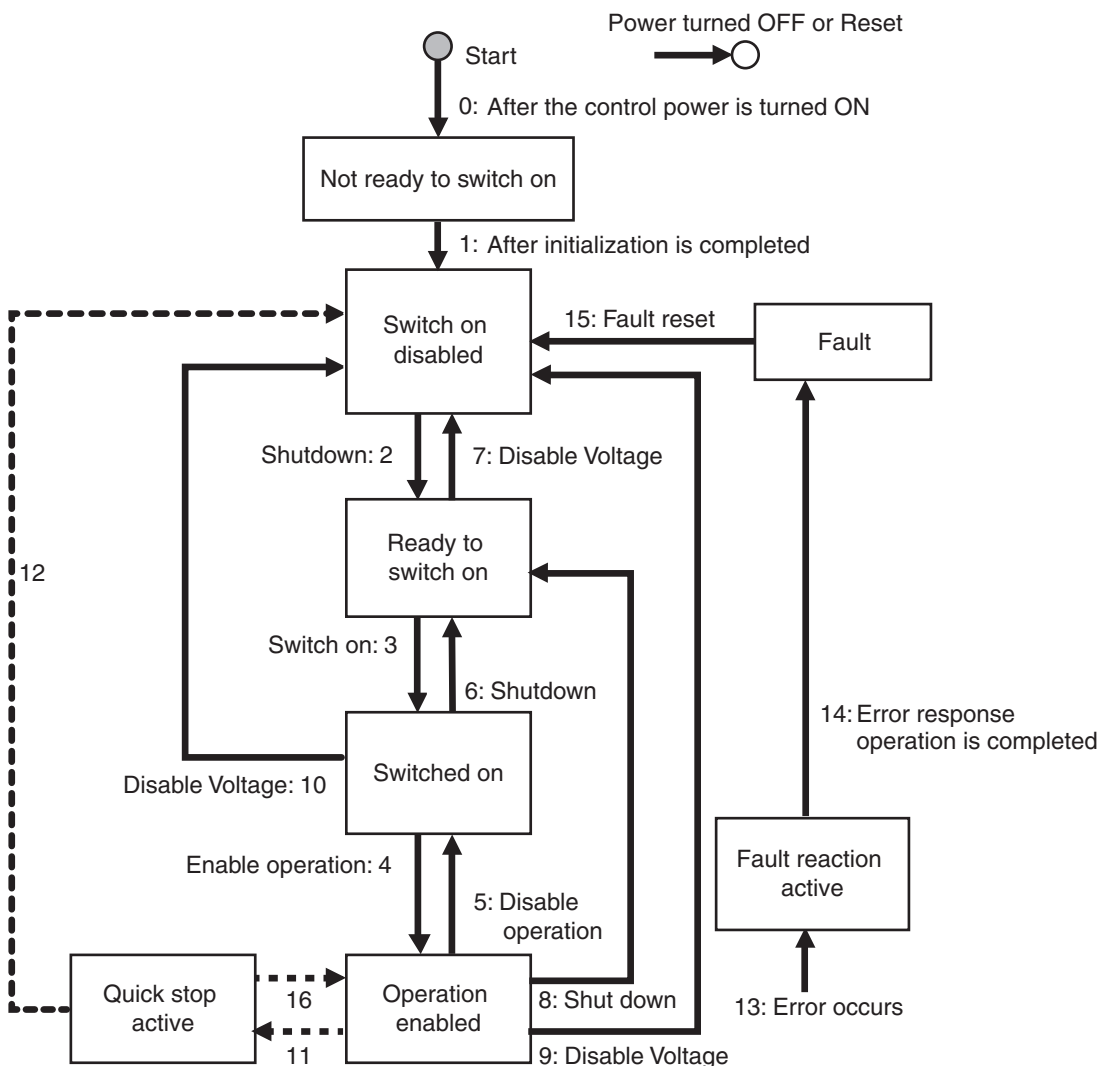 Power turned OFF or Reset
Start
0: After the control power is turned ON
Not ready to switch on
1: After initialization is completed
Switch on
disabled
15: Fault reset
Fault
Shutdown: 2
7: Disable Voltage
Ready to
switch on
12
Switch on: 3
6: Shutdown
14: Error response
operation is completed
Switched on
Disable Voltage: 10
Enable operation: 4
Fault reaction
active
5: Disable
operation
Quick stop
active
16
11
Operation
enabled
8: Shut down
13: Error occurs
9: Disable Voltage